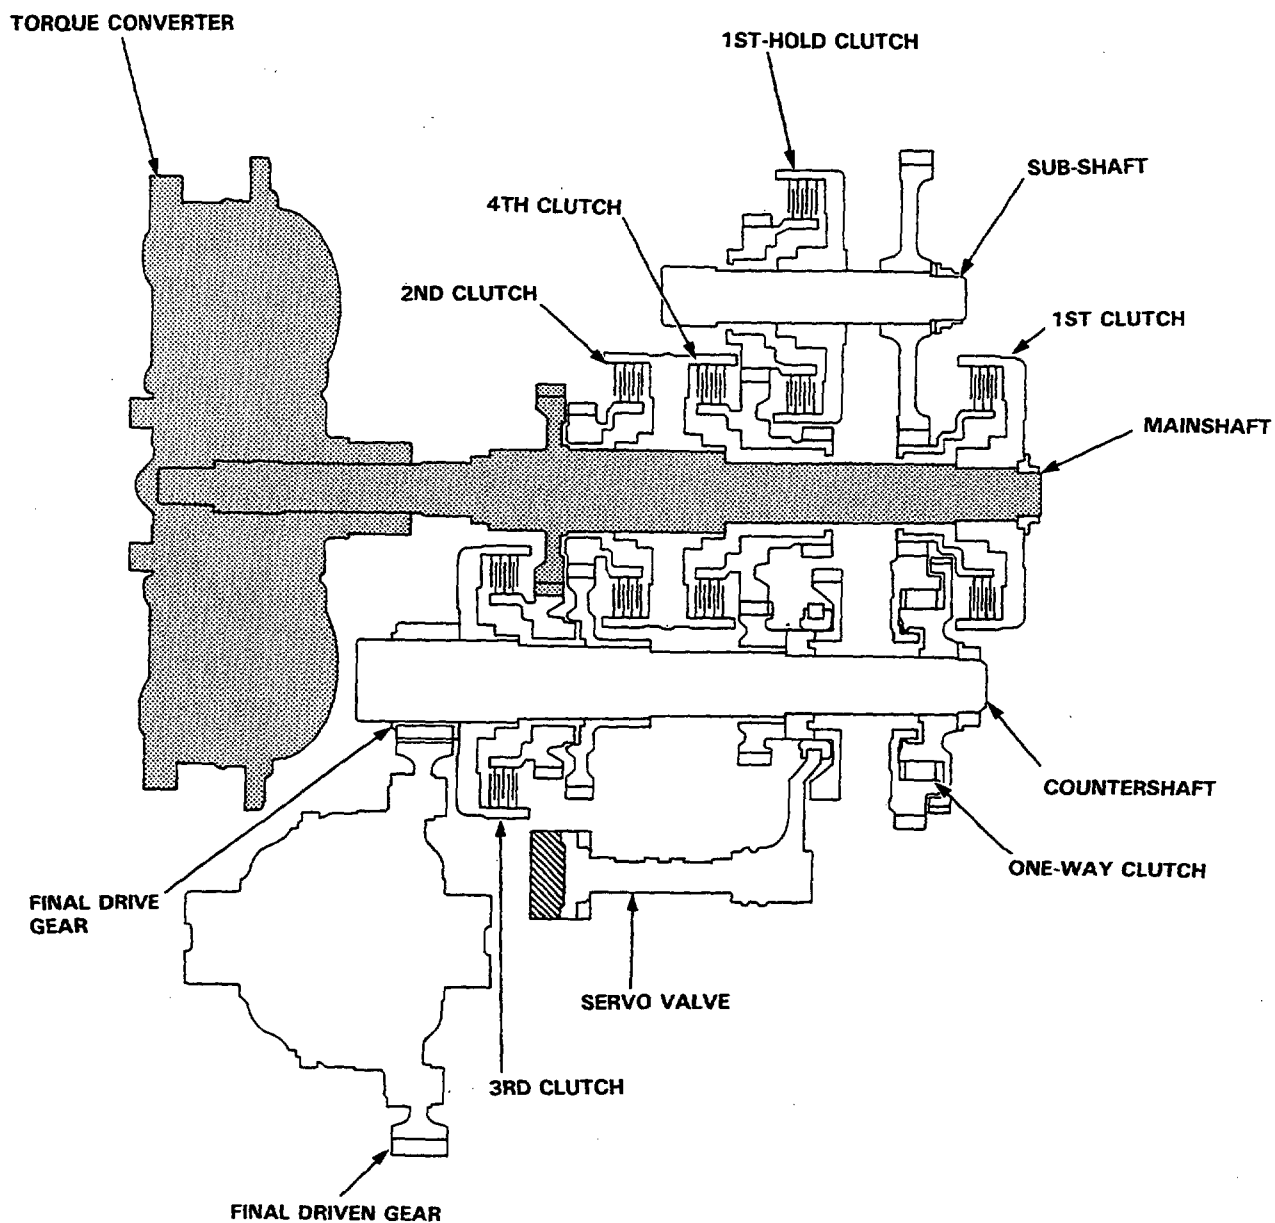 TORQUE CONVERTER
1ST-HOLD CLUTCH
SUB-SHAFT
4TH CLUTCH
2ND CLUTCH
1ST CLUTCH
MAINSHAFT
COUNTERSHAFT
ONE-WAY CLUTCH
FINAL DRIVE
GEAR
SERVO VALVE
3RD CLUTCH
FINAL DRIVEN GEAR